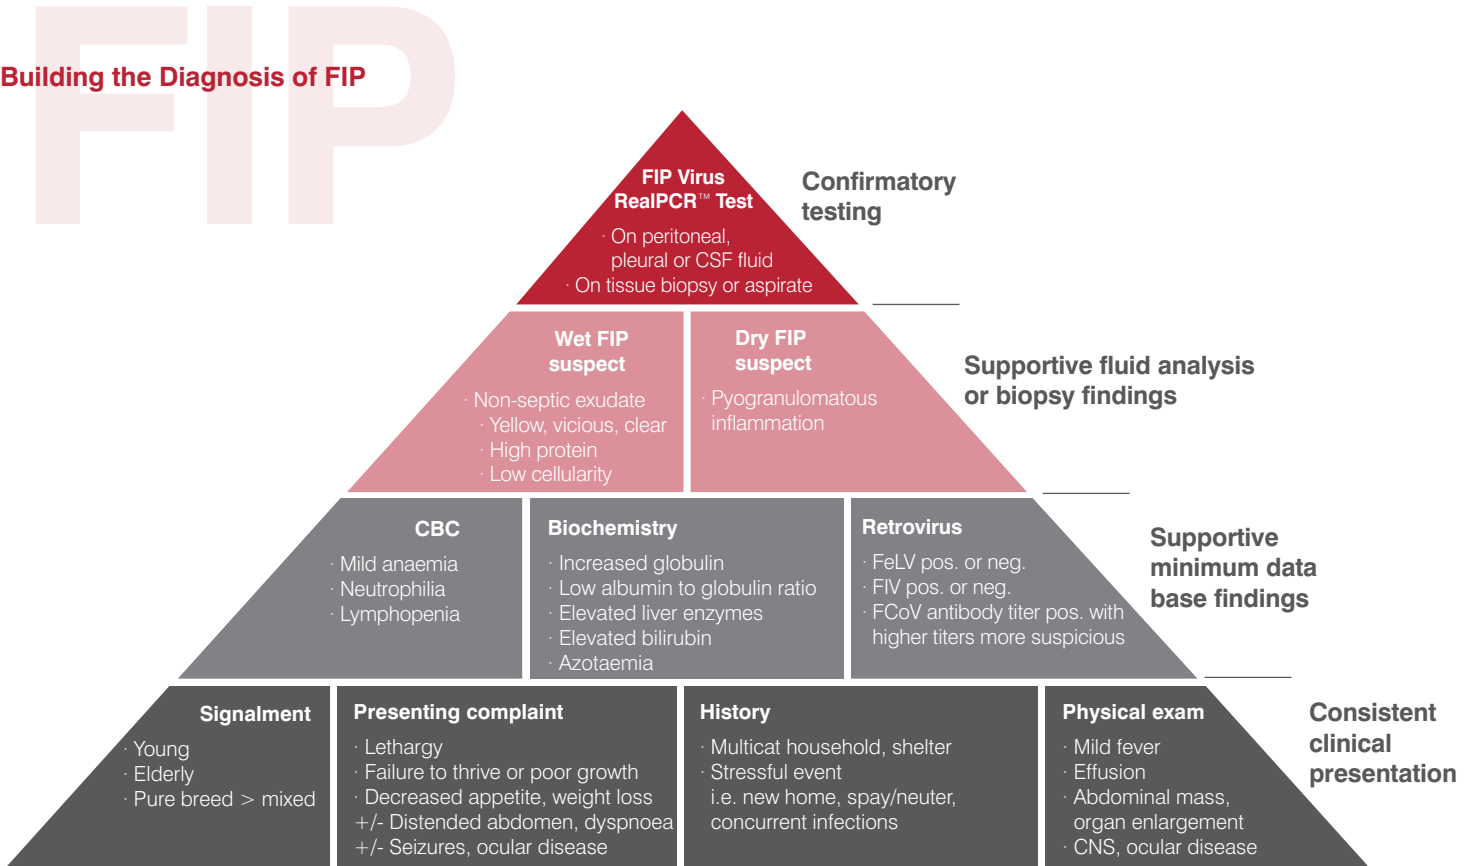 FIP
Building the Diagnosis of FIP
FIP Virus
RealPCR™ Test
· On peritoneal,
pleural or CSF fluid
· On tissue biopsy or aspirate
Confirmatory
testing
Wet FIP
suspect
· Non-septic exudate
· Yellow, vicious, clear
· High protein
· Low cellularity
Dry FIP
suspect
· Pyogranulomatous
inflammation
Supportive fluid analysis
or biopsy findings
CBC
· Mild anaemia
· Neutrophilia
· Lymphopenia
Biochemistry
· Increased globulin
· Low albumin to globulin ratio
· Elevated liver enzymes
· Elevated bilirubin
· Azotaemia
Retrovirus
· FeLV pos. or neg.
· FIV pos. or neg.
· FCoV antibody titer pos. with
higher titers more suspicious
Supportive
minimum data
base findings
Signalment
· Young
· Elderly
· Pure breed > mixed
Presenting complaint
· Lethargy
· Failure to thrive or poor growth
· Decreased appetite, weight loss
+/- Distended abdomen, dyspnoea
+/- Seizures, ocular disease
History
· Multicat household, shelter
· Stressful event
i.e. new home, spay/neuter,
concurrent infections
Physical exam
· Mild fever
· Effusion
· Abdominal mass,
organ enlargement
· CNS, ocular disease
Consistent
clinical
presentation